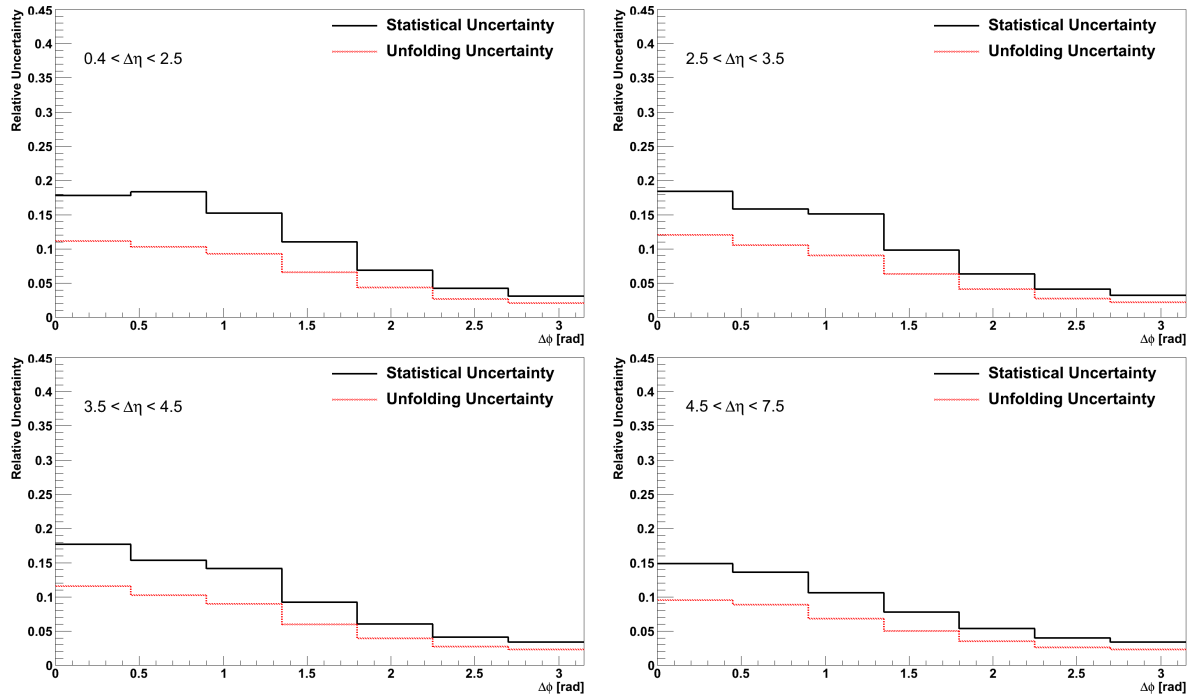 Relative Uncertainty
0.45
0.4
0.35
0.3
0.25
0.2
0.15
0.1
0.05
0
Statistical Uncertainty
Unfolding Uncertainty
0.4 < Δη < 2.5
0 0.5 1 1.5 2 2.5 3
Δϕ [rad]
Relative Uncertainty
0.45
0.4
0.35
0.3
0.25
0.2
0.15
0.1
0.05
0
Statistical Uncertainty
Unfolding Uncertainty
2.5 < Δη < 3.5
0 0.5 1 1.5 2 2.5 3
Δϕ [rad]
Relative Uncertainty
0.45
0.4
0.35
0.3
0.25
0.2
0.15
0.1
0.05
0
Statistical Uncertainty
Unfolding Uncertainty
3.5 < Δη < 4.5
0 0.5 1 1.5 2 2.5 3
Δϕ [rad]
Relative Uncertainty
0.45
0.4
0.35
0.3
0.25
0.2
0.15
0.1
0.05
0
Statistical Uncertainty
Unfolding Uncertainty
4.5 < Δη < 7.5
0 0.5 1 1.5 2 2.5 3
Δϕ [rad]